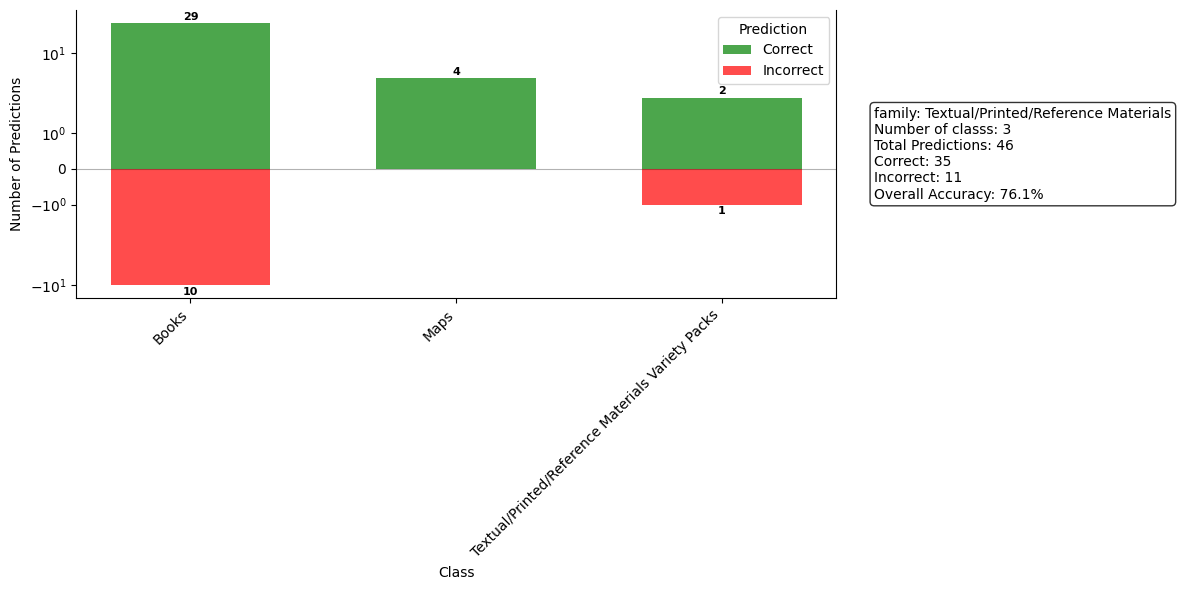 29
4
2
10
1
Prediction
Correct
Incorrect
10¹
10⁰
0
−10⁰
−10¹
Number of Predictions
Books
Maps
Textual/Printed/Reference Materials Variety Packs
Class
family: Textual/Printed/Reference Materials
Number of classs: 3
Total Predictions: 46
Correct: 35
Incorrect: 11
Overall Accuracy: 76.1%